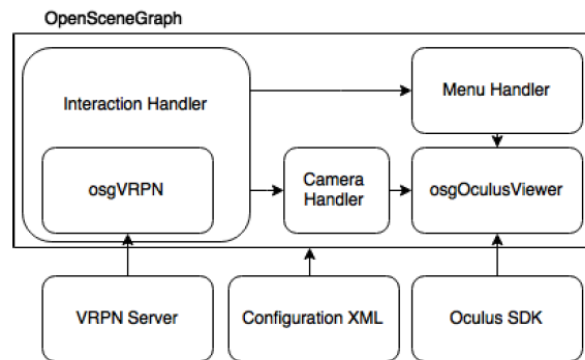 OpenSceneGraph
Interaction Handler
Menu Handler
osgVRPN
Camera
Handler
osgOculusViewer
VRPN Server
Configuration XML
Oculus SDK